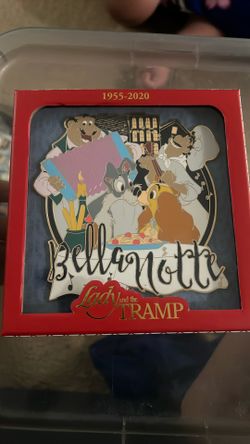 1955-2020
Bella Notte
Lady and the
TRAMP